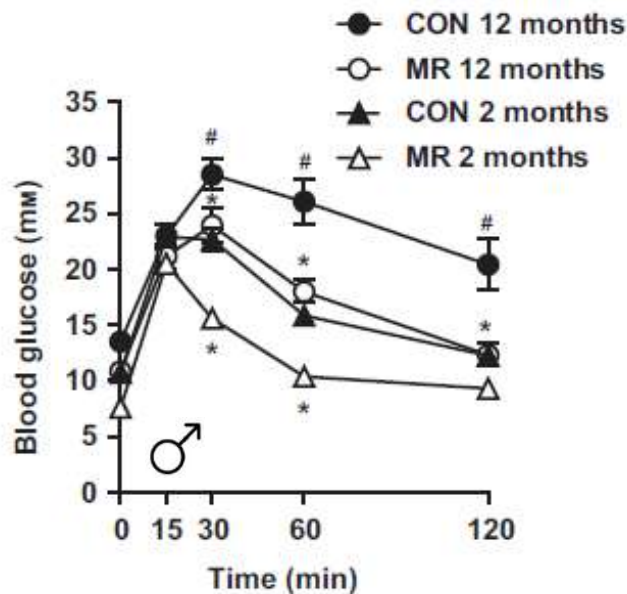 CON 12 months
MR 12 months
CON 2 months
MR 2 months
35
30
25
20
15
10
5
0
Blood glucose (mM)
# # #
* * *
* *
0 15 30 60 120
Time (min)